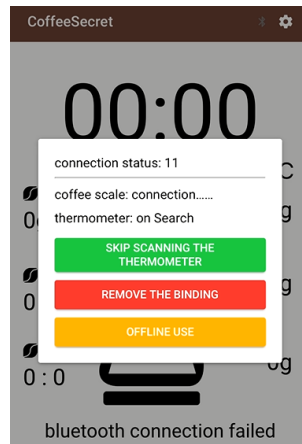 CoffeeSecret
00:00
connection status: 11
C
coffee scale: connection......
g
thermometer: on Search
SKIP SCANNING THE
THERMOMETER
REMOVE THE BINDING
g
0
OFFLINE USE
0 : 0
0g
bluetooth connection failed